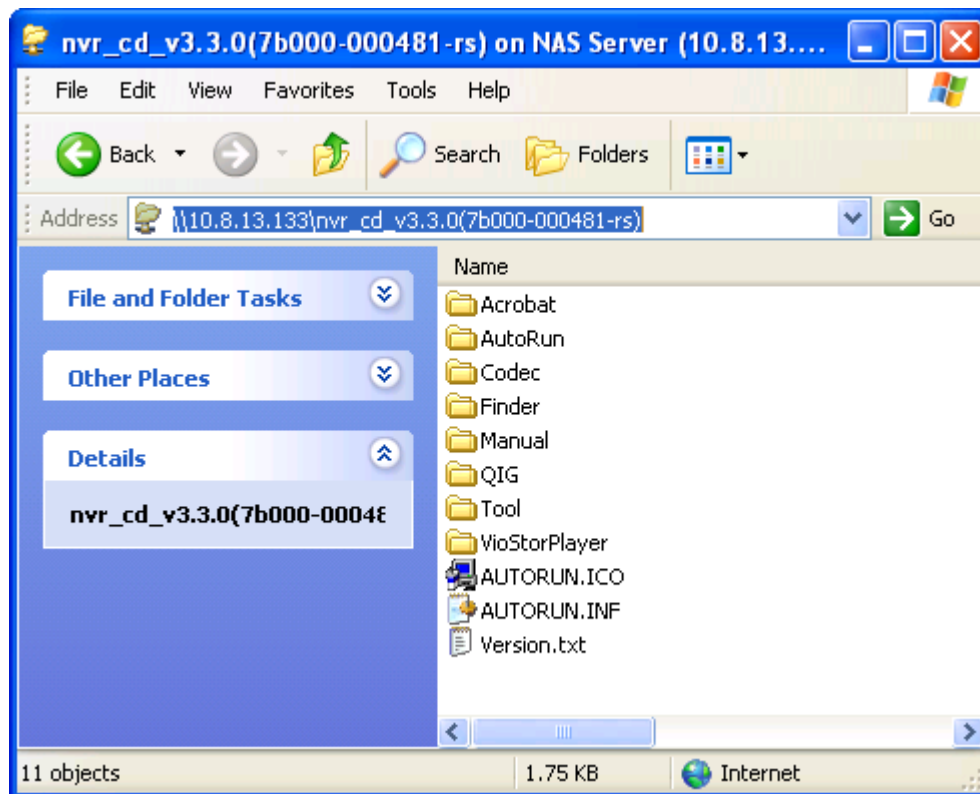 nvr_cd_v3.3.0(7b000-000481-rs) on NAS Server (10.8.13....
File Edit View Favorites Tools Help
Back Search Folders
Address \\10.8.13.133\nvr_cd_v3.3.0(7b000-000481-rs) Go
File and Folder Tasks
Other Places
Details
nvr_cd_v3.3.0(7b000-00048
Name
Acrobat
AutoRun
Codec
Finder
Manual
QIG
Tool
VioStorPlayer
AUTORUN.ICO
AUTORUN.INF
Version.txt
11 objects 1.75 KB Internet